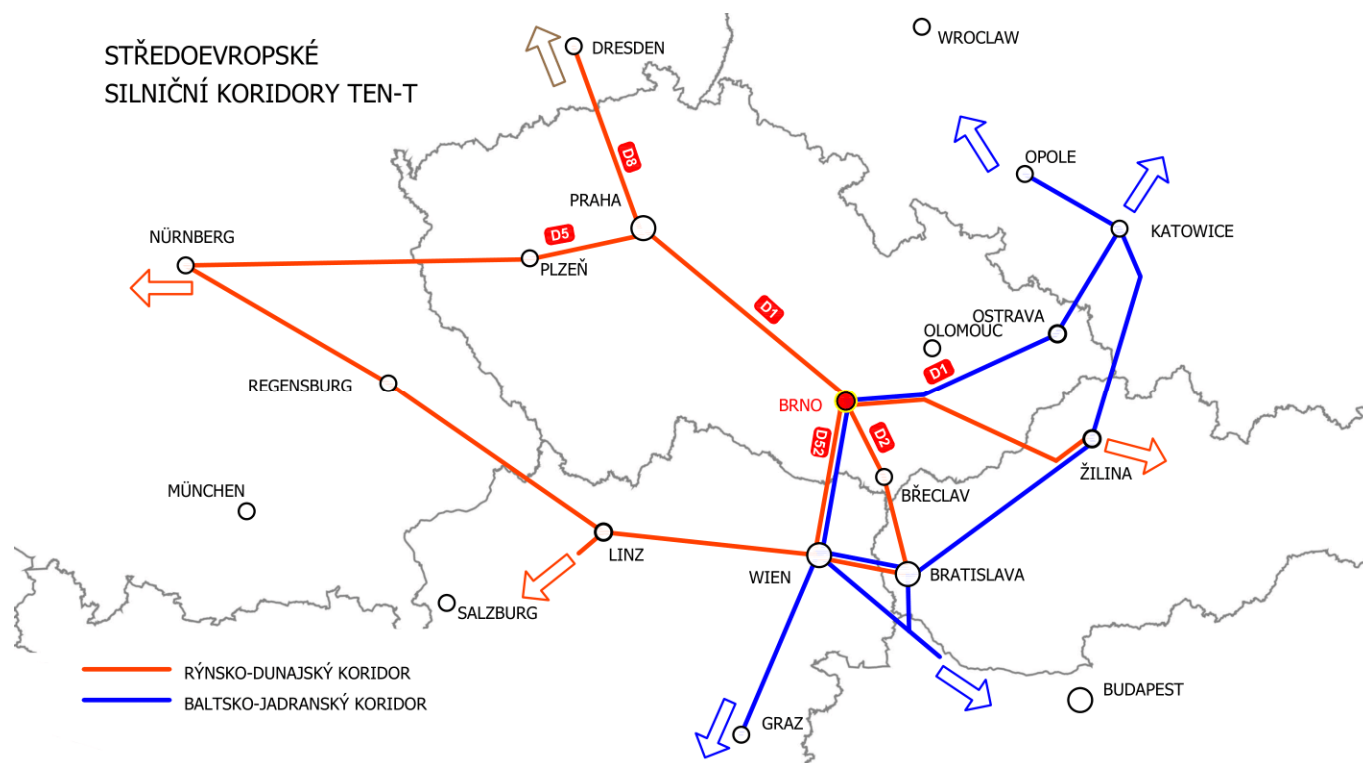 STŘEDOEVROPSKÉ
SILNIČNÍ KORIDORY TEN-T
DRESDEN
WROCLAW
D8
OPOLE
PRAHA
KATOWICE
NÜRNBERG
D5
PLZEŇ
D1
OSTRAVA
OLOMOUC
D1
REGENSBURG
BRNO
D52
D2
ŽILINA
MÜNCHEN
BŘECLAV
LINZ
WIEN
BRATISLAVA
SALZBURG
RÝNSKO-DUNAJSKÝ KORIDOR
BALTSKO-JADRANSKÝ KORIDOR
BUDAPEST
GRAZ